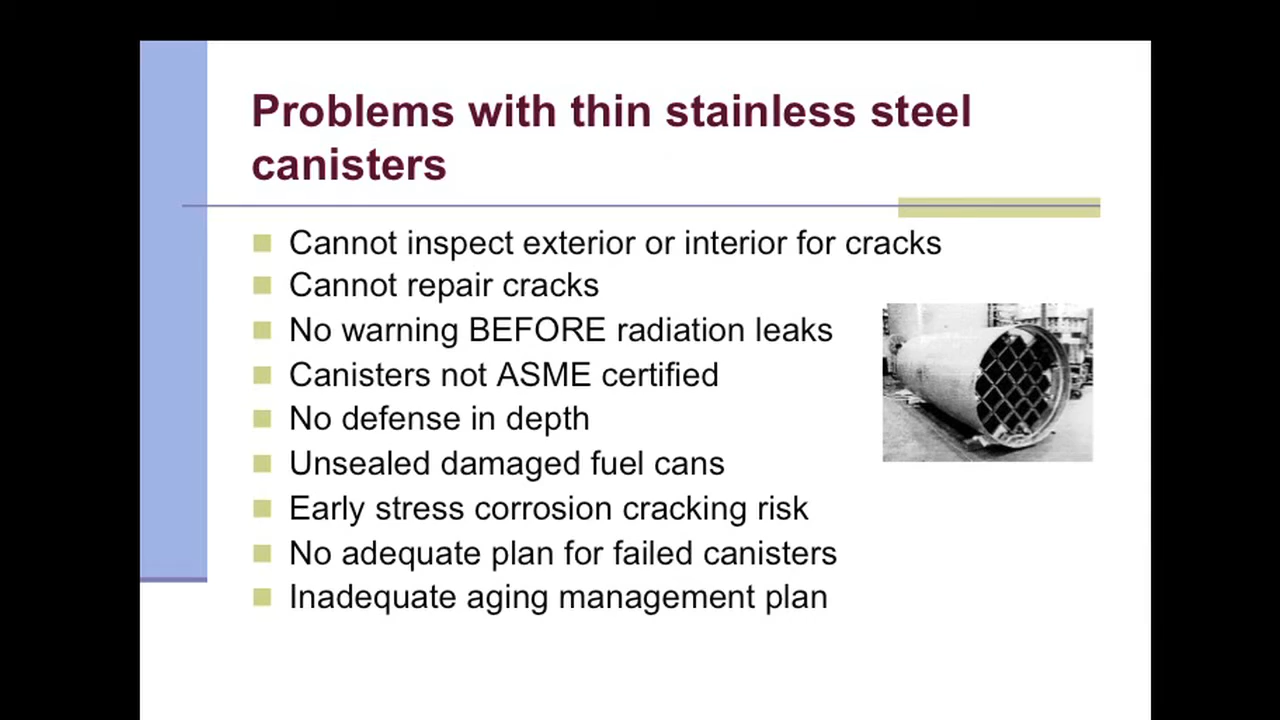 Problems with thin stainless steel
canisters
Cannot inspect exterior or interior for cracks
Cannot repair cracks
No warning BEFORE radiation leaks
Canisters not ASME certified
No defense in depth
Unsealed damaged fuel cans
Early stress corrosion cracking risk
No adequate plan for failed canisters
Inadequate aging management plan